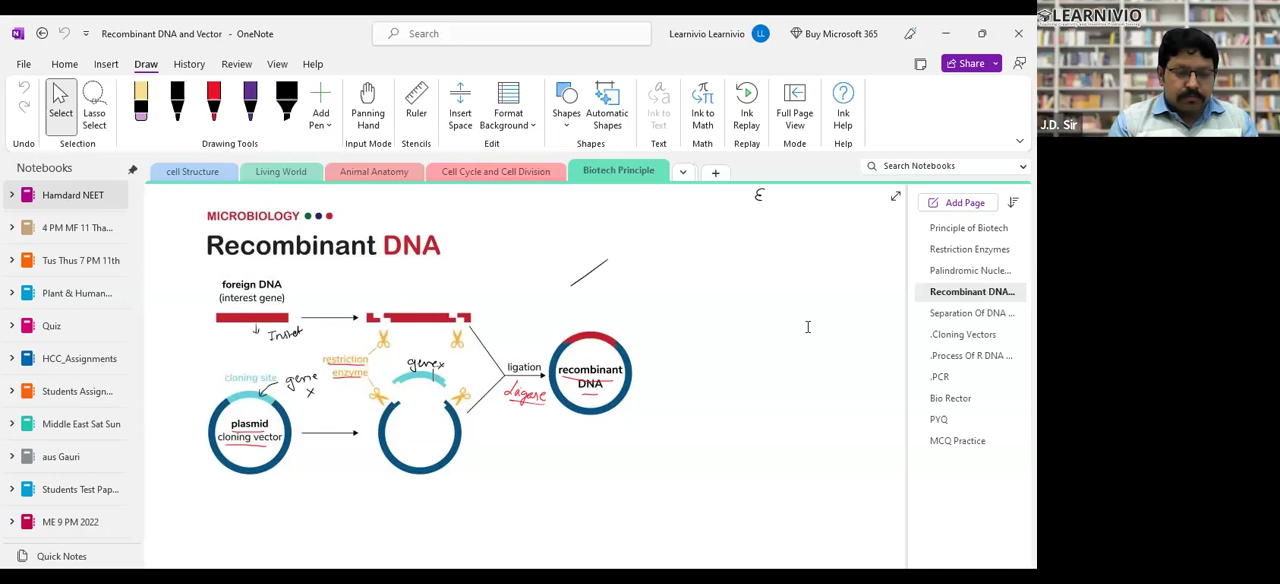 LEARNIVIO
Recombinant DNA and Vector - OneNote
Search
Learnivio Learnivio
LL
Buy Microsoft 365
File
Home
Insert
Draw
History
Review
View
Help
Share
Undo
Select
Lasso Select
Add Pen
Panning Hand
Ruler
Insert Space
Format Background
Shapes
Automatic Shapes
Ink to Text
Ink to Math
Ink Replay
Full Page View
Ink Help
Undo
Selection
Drawing Tools
Input Mode
Stencils
Edit
Shapes
Text
Math
Replay
Mode
Help
J.D. Sir
Notebooks
cell Structure
Living World
Animal Anatomy
Cell Cycle and Cell Division
Biotech Principle
Search Notebooks
Hamdard NEET
4 PM MF 11 Tha...
Tus Thus 7 PM 11th
Plant & Human...
Quiz
HCC_Assignments
Students Assign...
Middle East Sat Sun
aus Gauri
Students Test Pap...
ME 9 PM 2022
Quick Notes
MICROBIOLOGY
Recombinant DNA
foreign DNA
(interest gene)
Insert
restriction
enzyme
gene x
cloning site
gene
x
plasmid
cloning vector
ligation
Ligase
recombinant
DNA
Add Page
Principle of Biotech
Restriction Enzymes
Palindromic Nucle...
Recombinant DNA...
Separation Of DNA ...
.Cloning Vectors
.Process Of R DNA ...
.PCR
Bio Rector
PYQ
MCQ Practice